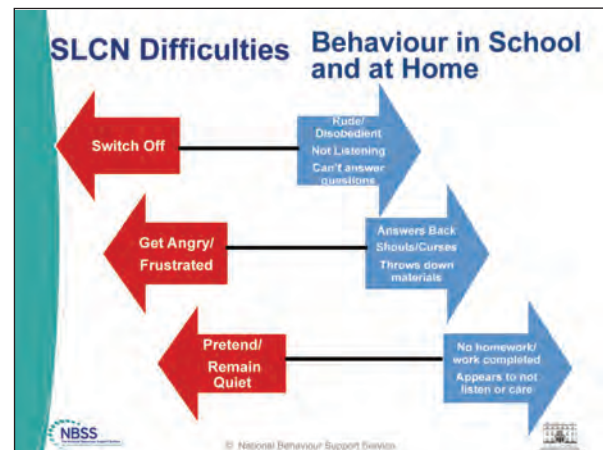 SLCN Difficulties
Behaviour in School
and at Home
Switch Off
Rude/
Disobedient
Not Listening
Can't answer
questions
Get Angry/
Frustrated
Answers Back
Shouts/Curses
Throws down
materials
Pretend/
Remain
Quiet
No homework/
work completed
Appears to not
listen or care
NBSS
© National Behaviour Support Service